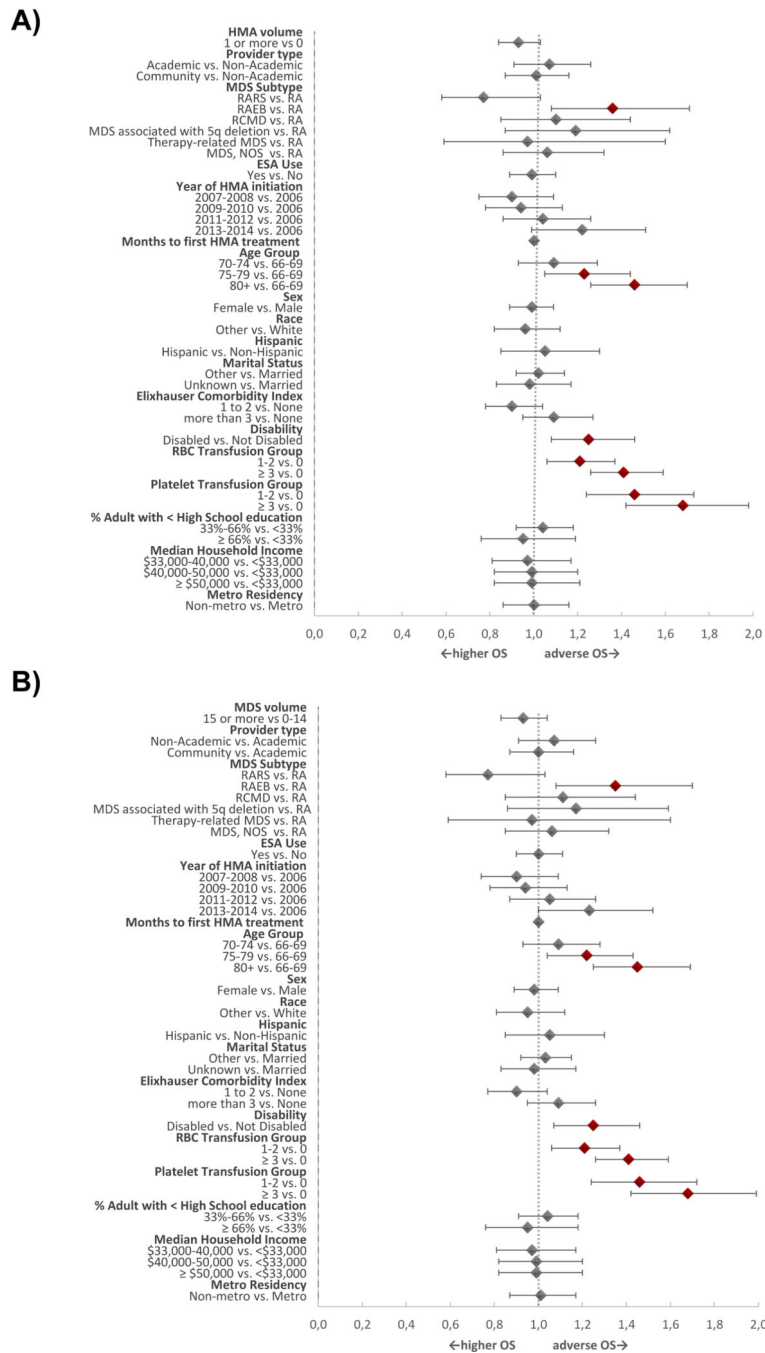 A)
HMA volume
1 or more vs 0
Provider type
Academic vs. Non-Academic
Community vs. Non-Academic
MDS Subtype
RARS vs. RA
RAEB vs. RA
RCMD vs. RA
MDS associated with 5q deletion vs. RA
Therapy-related MDS vs. RA
MDS, NOS vs. RA
ESA Use
Yes vs. No
Year of HMA initiation
2007-2008 vs. 2006
2009-2010 vs. 2006
2011-2012 vs. 2006
2013-2014 vs. 2006
Months to first HMA treatment
Age Group
70-74 vs. 66-69
75-79 vs. 66-69
80+ vs. 66-69
Sex
Female vs. Male
Race
Other vs. White
Hispanic
Hispanic vs. Non-Hispanic
Marital Status
Other vs. Married
Unknown vs. Married
Elixhauser Comorbidity Index
1 to 2 vs. None
more than 3 vs. None
Disability
Disabled vs. Not Disabled
RBC Transfusion Group
1-2 vs. 0
≥ 3 vs. 0
Platelet Transfusion Group
1-2 vs. 0
≥ 3 vs. 0
% Adult with < High School education
33%-66% vs. <33%
≥ 66% vs. <33%
Median Household Income
$33,000-40,000 vs. <$33,000
$40,000-50,000 vs. <$33,000
≥ $50,000 vs. <$33,000
Metro Residency
Non-metro vs. Metro
0,0 0,2 0,4 0,6 0,8 1,0 1,2 1,4 1,6 1,8 2,0
←higher OS adverse OS→
B)
MDS volume
15 or more vs 0-14
Provider type
Non-Academic vs. Academic
Community vs. Academic
MDS Subtype
RARS vs. RA
RAEB vs. RA
RCMD vs. RA
MDS associated with 5q deletion vs. RA
Therapy-related MDS vs. RA
MDS, NOS vs. RA
ESA Use
Yes vs. No
Year of HMA initiation
2007-2008 vs. 2006
2009-2010 vs. 2006
2011-2012 vs. 2006
2013-2014 vs. 2006
Months to first HMA treatment
Age Group
70-74 vs. 66-69
75-79 vs. 66-69
80+ vs. 66-69
Sex
Female vs. Male
Race
Other vs. White
Hispanic
Hispanic vs. Non-Hispanic
Marital Status
Other vs. Married
Unknown vs. Married
Elixhauser Comorbidity Index
1 to 2 vs. None
more than 3 vs. None
Disability
Disabled vs. Not Disabled
RBC Transfusion Group
1-2 vs. 0
≥ 3 vs. 0
Platelet Transfusion Group
1-2 vs. 0
≥ 3 vs. 0
% Adult with < High School education
33%-66% vs. <33%
≥ 66% vs. <33%
Median Household Income
$33,000-40,000 vs. <$33,000
$40,000-50,000 vs. <$33,000
≥ $50,000 vs. <$33,000
Metro Residency
Non-metro vs. Metro
0,0 0,2 0,4 0,6 0,8 1,0 1,2 1,4 1,6 1,8 2,0
←higher OS adverse OS→